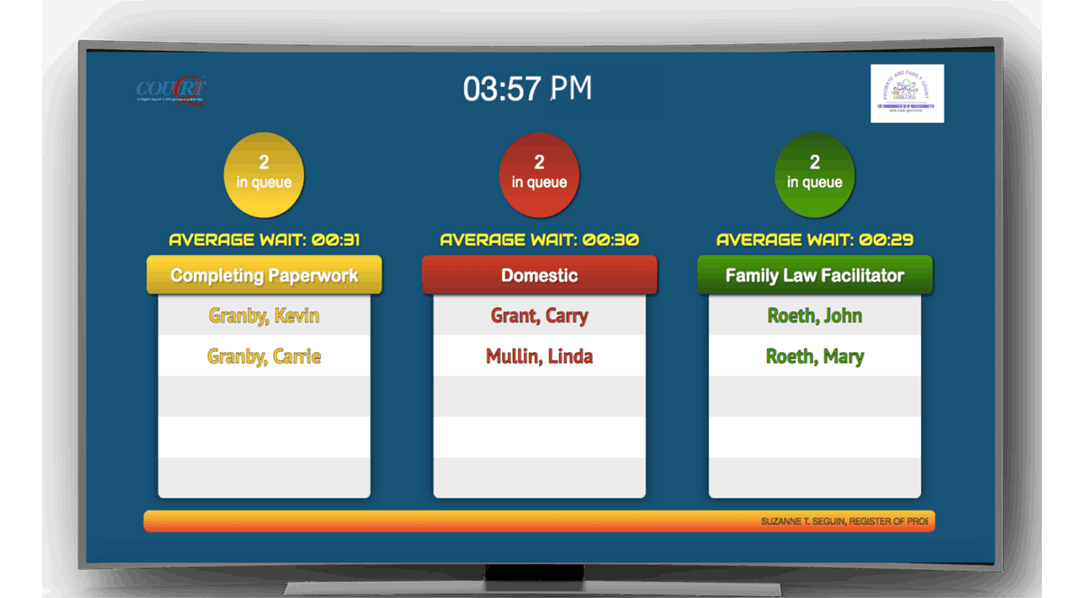 COURT
03:57 PM
PROBATE AND FAMILY COURT
THE COMMONWEALTH OF MASSACHUSETTS
2
in queue
2
in queue
2
in queue
AVERAGE WAIT: 00:31
AVERAGE WAIT: 00:30
AVERAGE WAIT: 00:29
Completing Paperwork
Domestic
Family Law Facilitator
Granby, Kevin
Grant, Carry
Roeth, John
Granby, Carrie
Mullin, Linda
Roeth, Mary
SUZANNE T. SEGUIN, REGISTER OF PROB